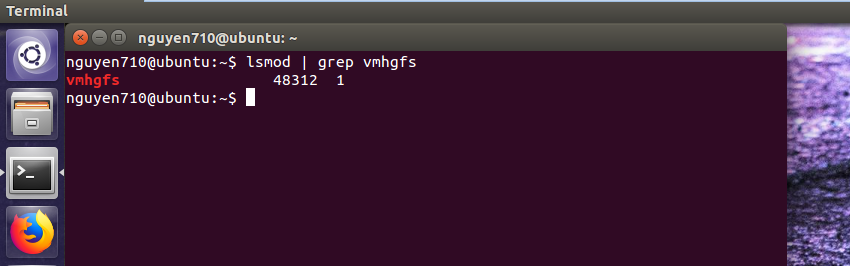 Terminal
nguyen710@ubuntu: ~
nguyen710@ubuntu:~$ lsmod | grep vmhgfs
vmhgfs                 48312  1
nguyen710@ubuntu:~$